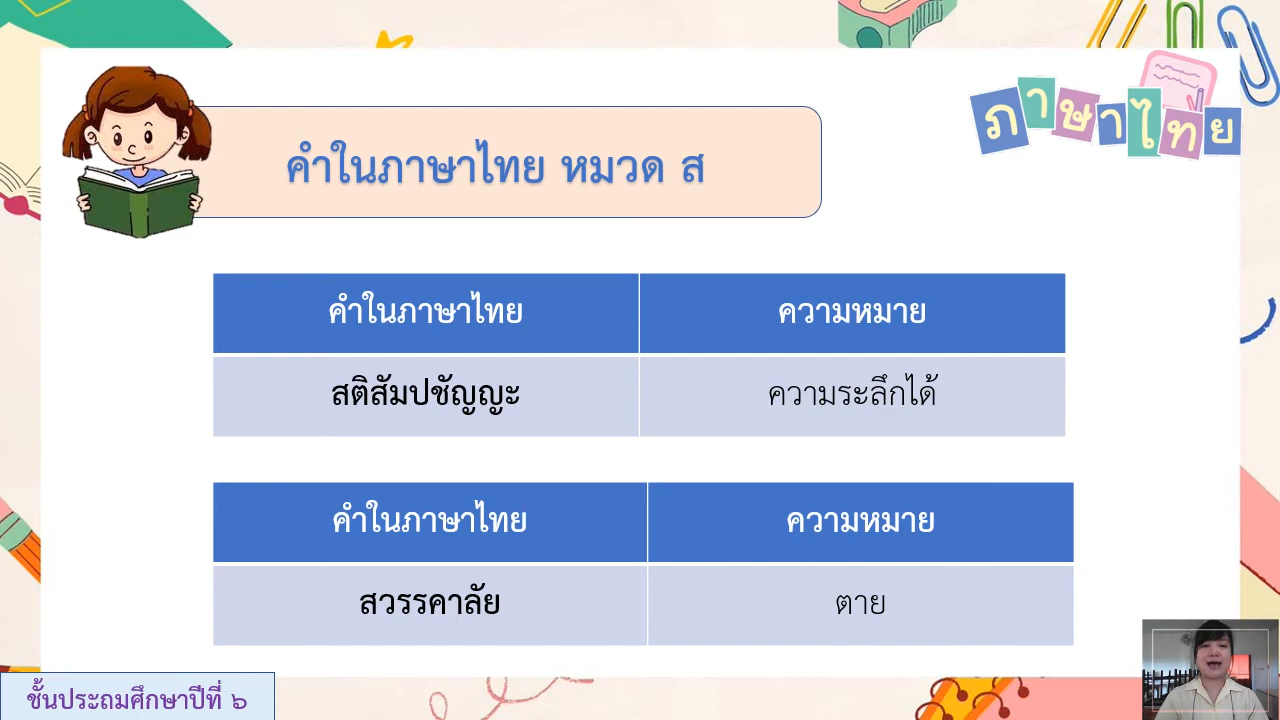 ภาษาไทย
คำในภาษาไทย หมวด ส
คำในภาษาไทย ความหมาย
สติสัมปชัญญะ ความระลึกได้
คำในภาษาไทย ความหมาย
สวรรคาลัย ตาย
ชั้นประถมศึกษาปีที่ ๖